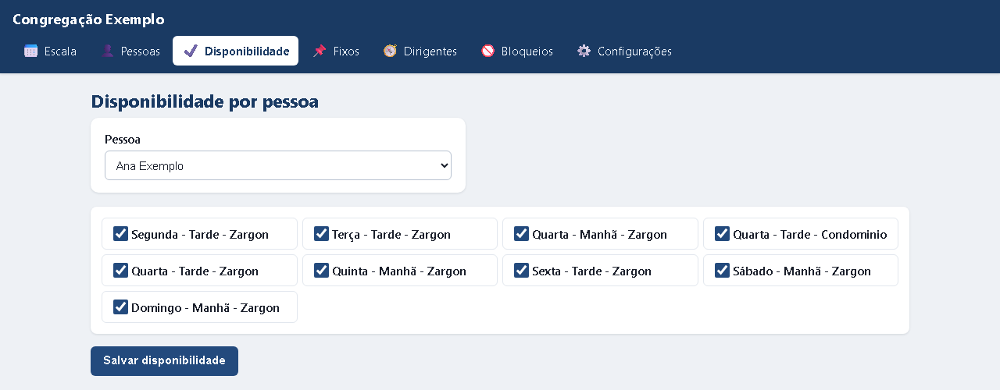 Congregação Exemplo
Escala Pessoas Disponibilidade Fixos Dirigentes Bloqueios Configurações
Disponibilidade por pessoa
Pessoa
Ana Exemplo
Segunda - Tarde - Zargon Terça - Tarde - Zargon Quarta - Manhã - Zargon Quarta - Tarde - Condominio
Quarta - Tarde - Zargon Quinta - Manhã - Zargon Sexta - Tarde - Zargon Sábado - Manhã - Zargon
Domingo - Manhã - Zargon
Salvar disponibilidade